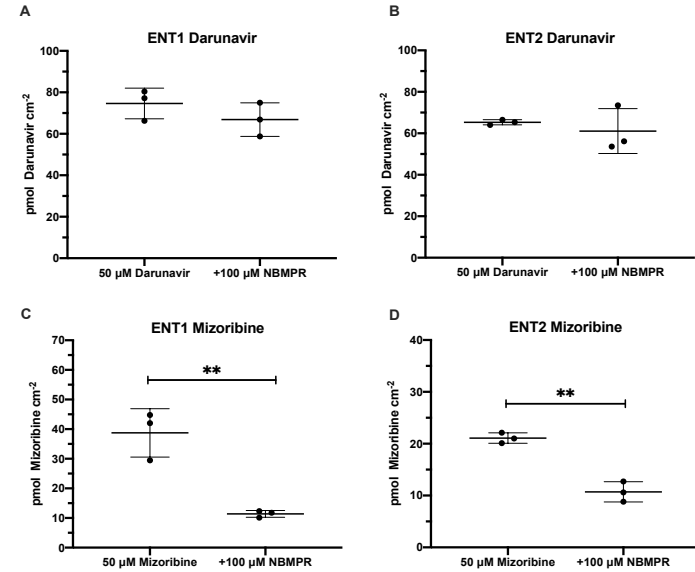 A
ENT1 Darunavir
pmol Darunavir cm-2
100
80
60
40
20
0
50 µM Darunavir
+100 µM NBMPR
B
ENT2 Darunavir
pmol Darunavir cm-2
100
80
60
40
20
0
50 µM Darunavir
+100 µM NBMPR
C
ENT1 Mizoribine
pmol Mizoribine cm-2
70
60
50
40
30
20
10
0
**
50 µM Mizoribine
+100 µM NBMPR
D
ENT2 Mizoribine
pmol Mizoribine cm-2
40
30
20
10
0
**
50 µM Mizoribine
+100 µM NBMPR